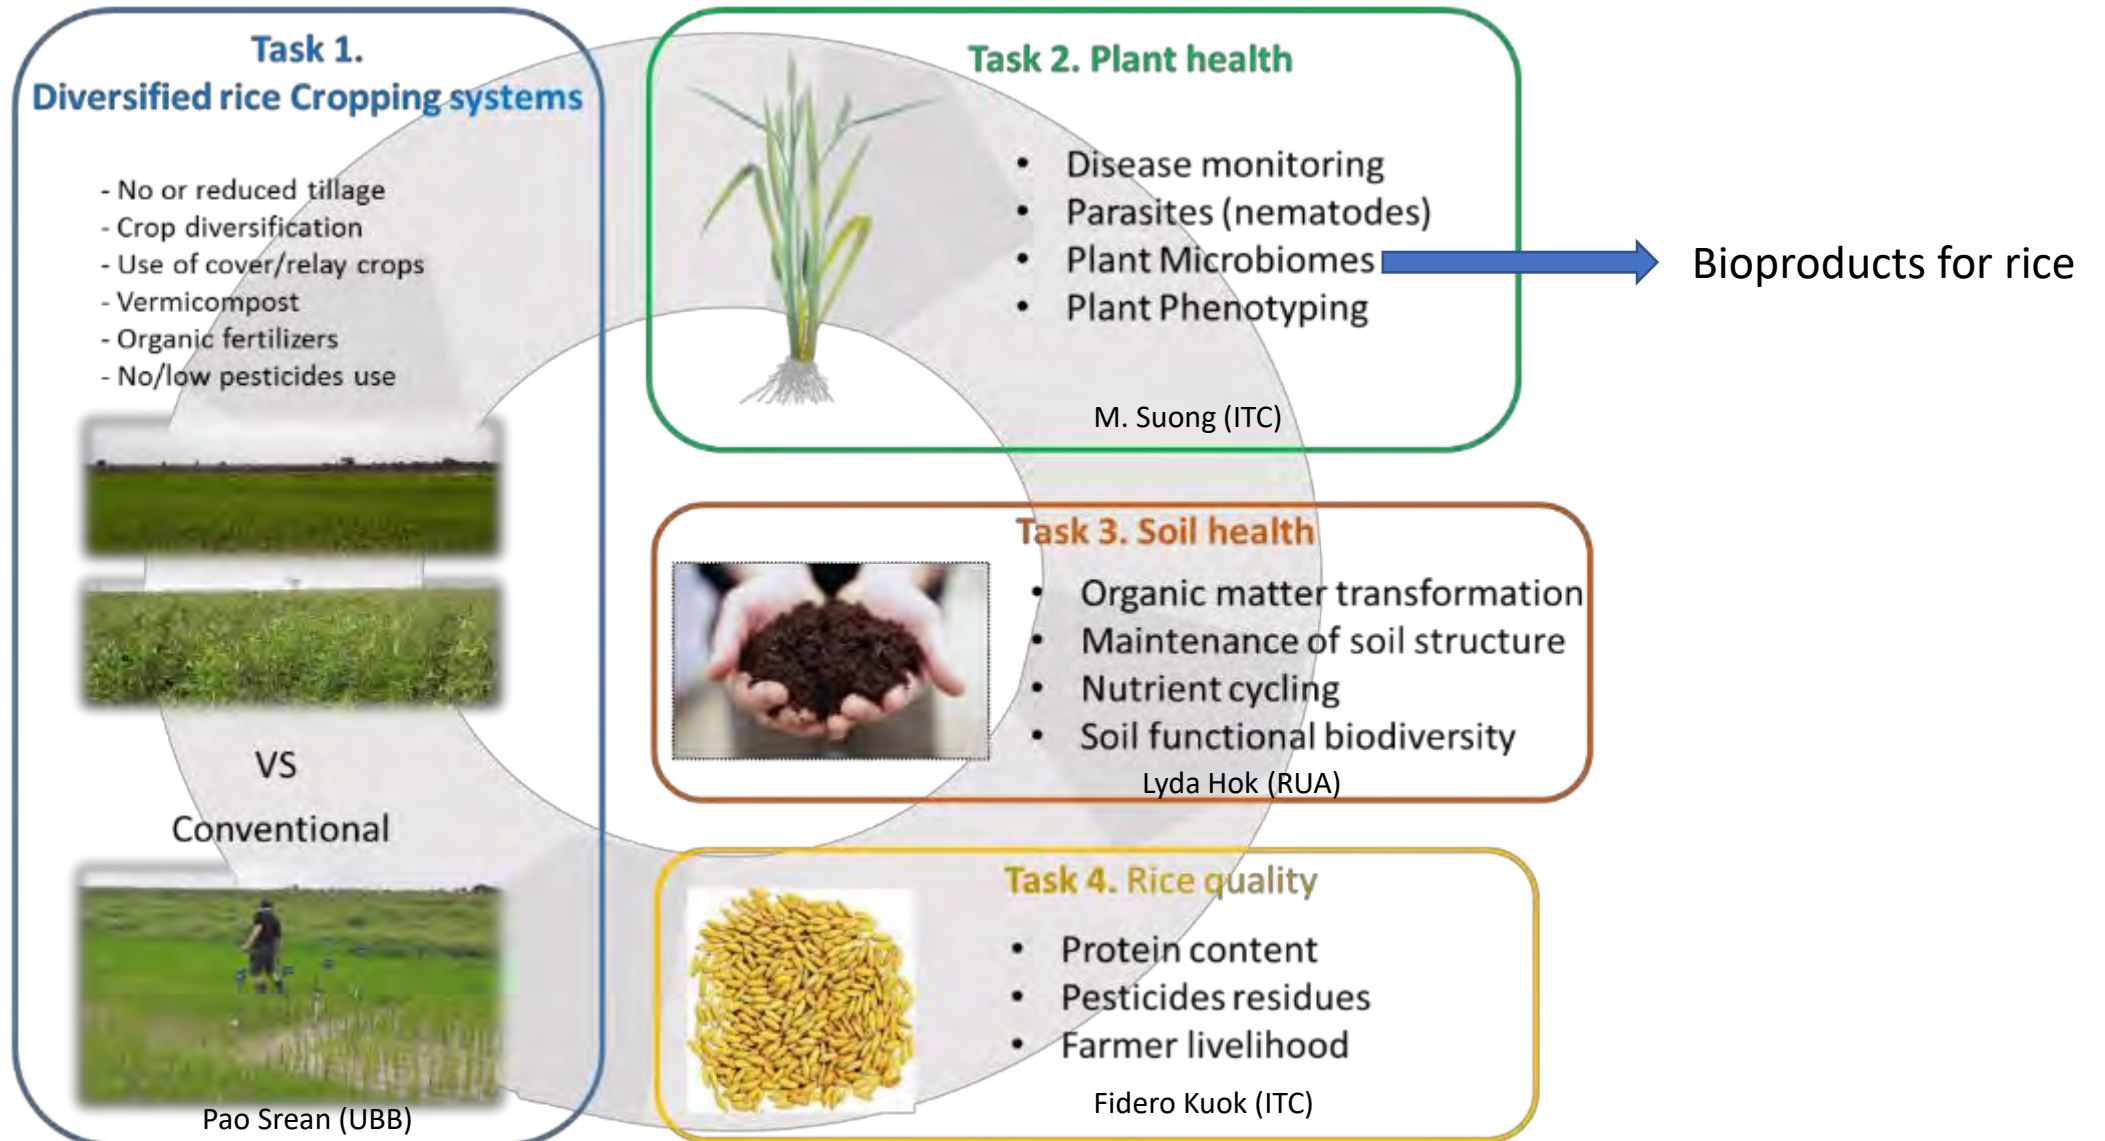 Task 1.
Diversified rice Cropping systems
- No or reduced tillage
- Crop diversification
- Use of cover/relay crops
- Vermicompost
- Organic fertilizers
- No/low pesticides use
VS
Conventional
Pao Srean (UBB)
Task 2. Plant health
• Disease monitoring
• Parasites (nematodes)
• Plant Microbiomes
• Plant Phenotyping
M. Suong (ITC)
Bioproducts for rice
Task 3. Soil health
• Organic matter transformation
• Maintenance of soil structure
• Nutrient cycling
• Soil functional biodiversity
Lyda Hok (RUA)
Task 4. Rice quality
• Protein content
• Pesticides residues
• Farmer livelihood
Fidero Kuok (ITC)